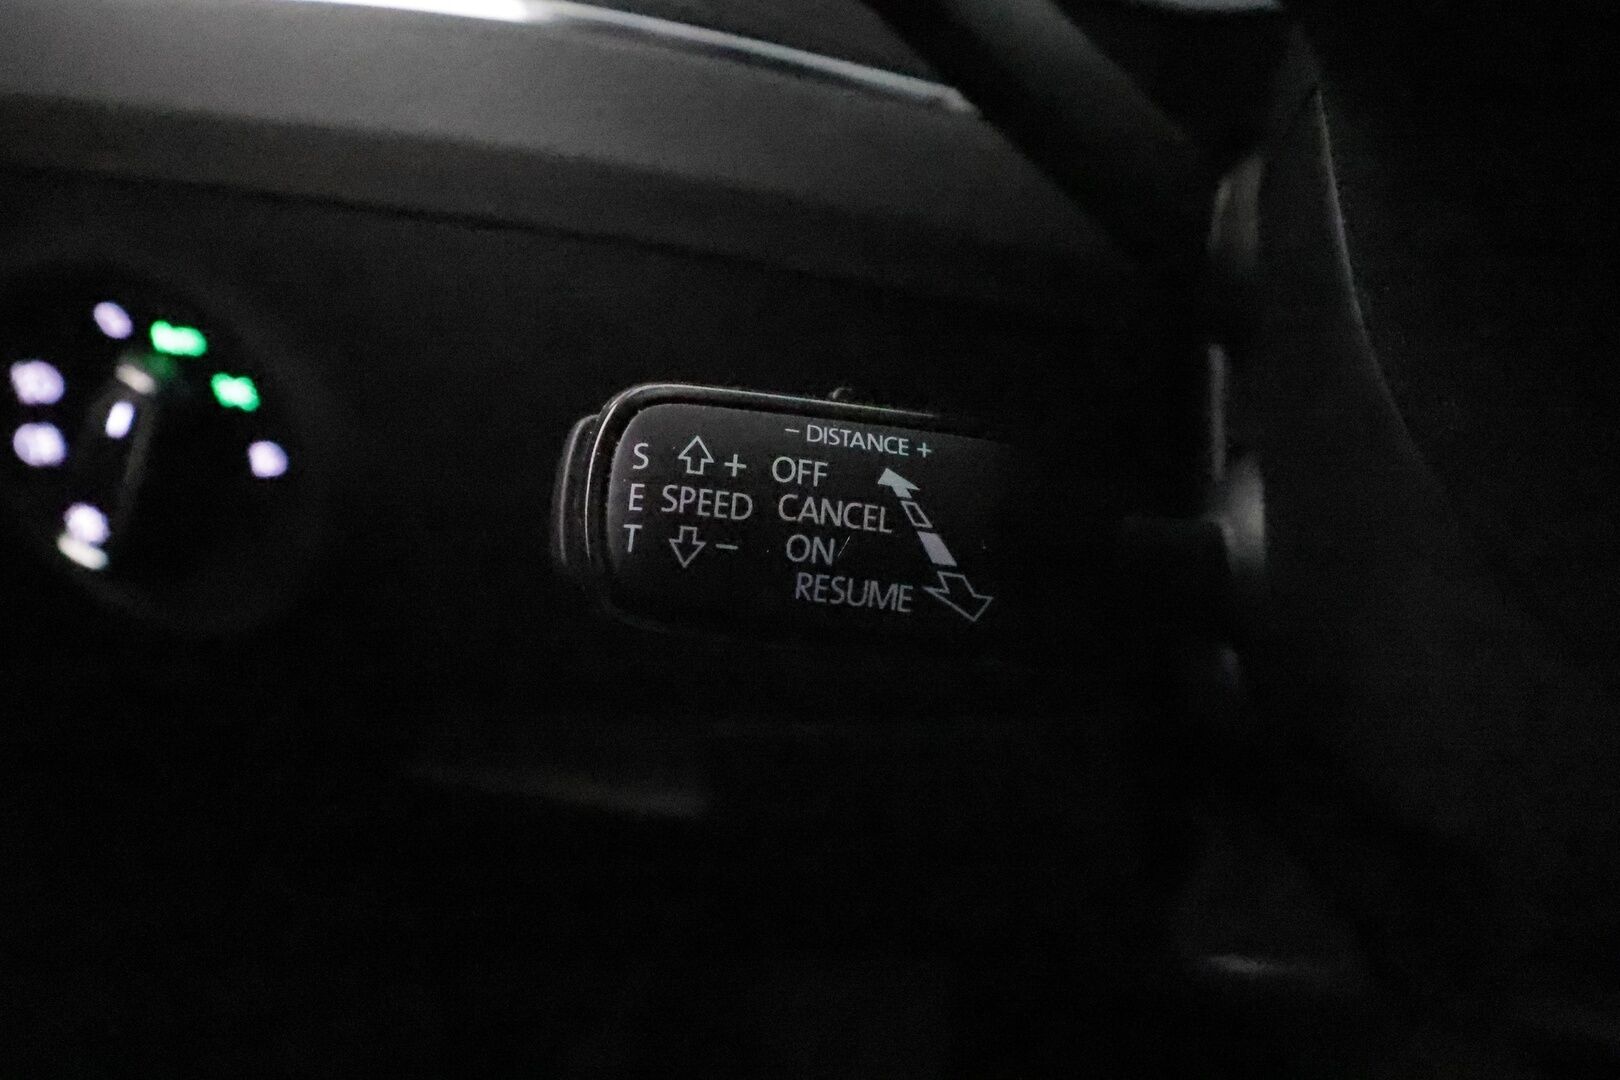 - DISTANCE +
S + OFF
E SPEED CANCEL
T - ON
RESUME